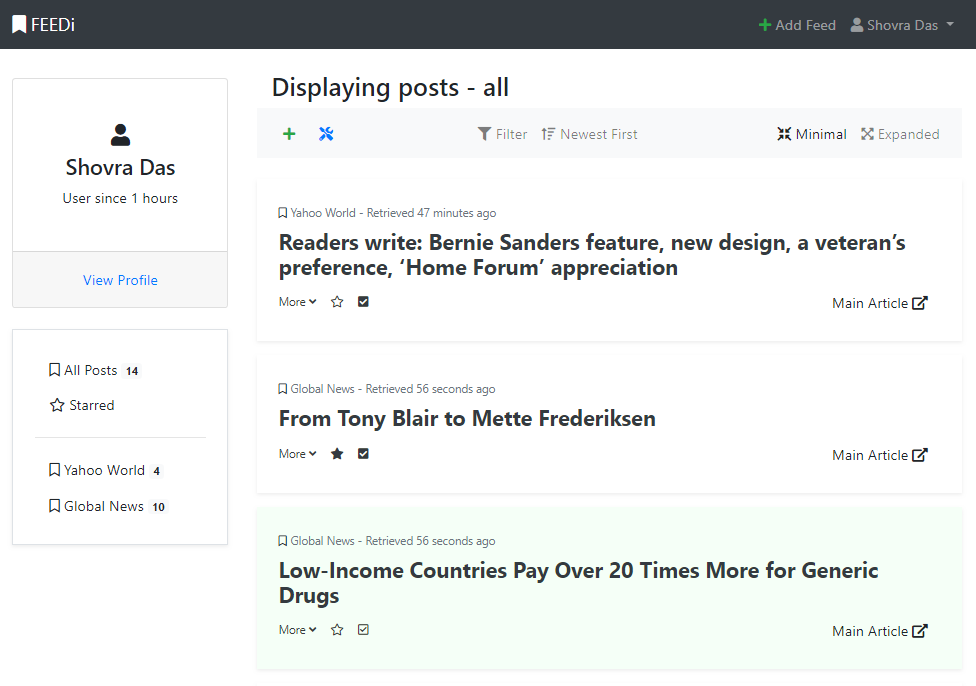 FEEDi
Add Feed
Shovra Das
Shovra Das
User since 1 hours
View Profile
All Posts 14
Starred
Yahoo World 4
Global News 10
Displaying posts - all
Filter
Newest First
Minimal
Expanded
Yahoo World - Retrieved 47 minutes ago
Readers write: Bernie Sanders feature, new design, a veteran’s
preference, ‘Home Forum’ appreciation
More
Main Article
Global News - Retrieved 56 seconds ago
From Tony Blair to Mette Frederiksen
More
Main Article
Global News - Retrieved 56 seconds ago
Low-Income Countries Pay Over 20 Times More for Generic
Drugs
More
Main Article